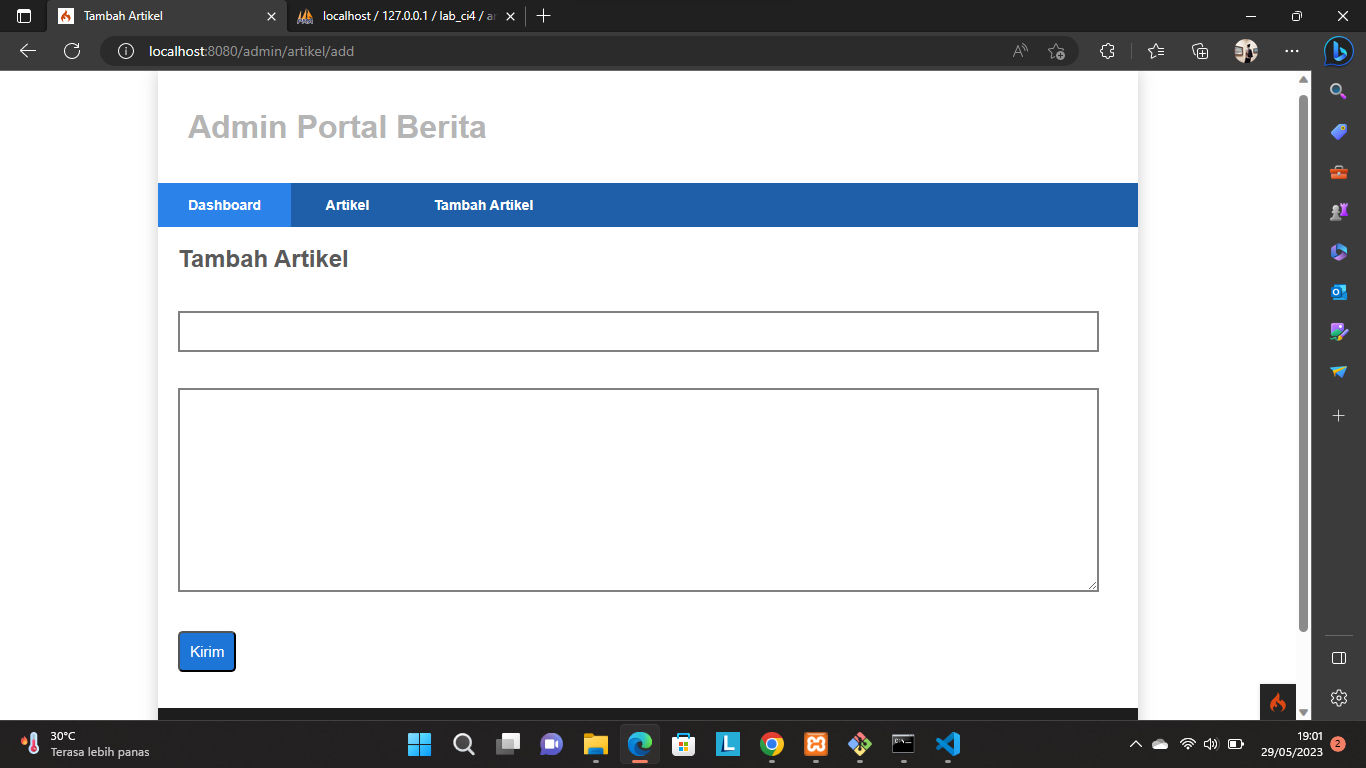 Tambah Artikel
localhost / 127.0.0.1 / lab_ci4 / ar
localhost:8080/admin/artikel/add
Admin Portal Berita
Dashboard Artikel Tambah Artikel
Tambah Artikel
Kirim
30°C
Terasa lebih panas
19:01
29/05/2023
2